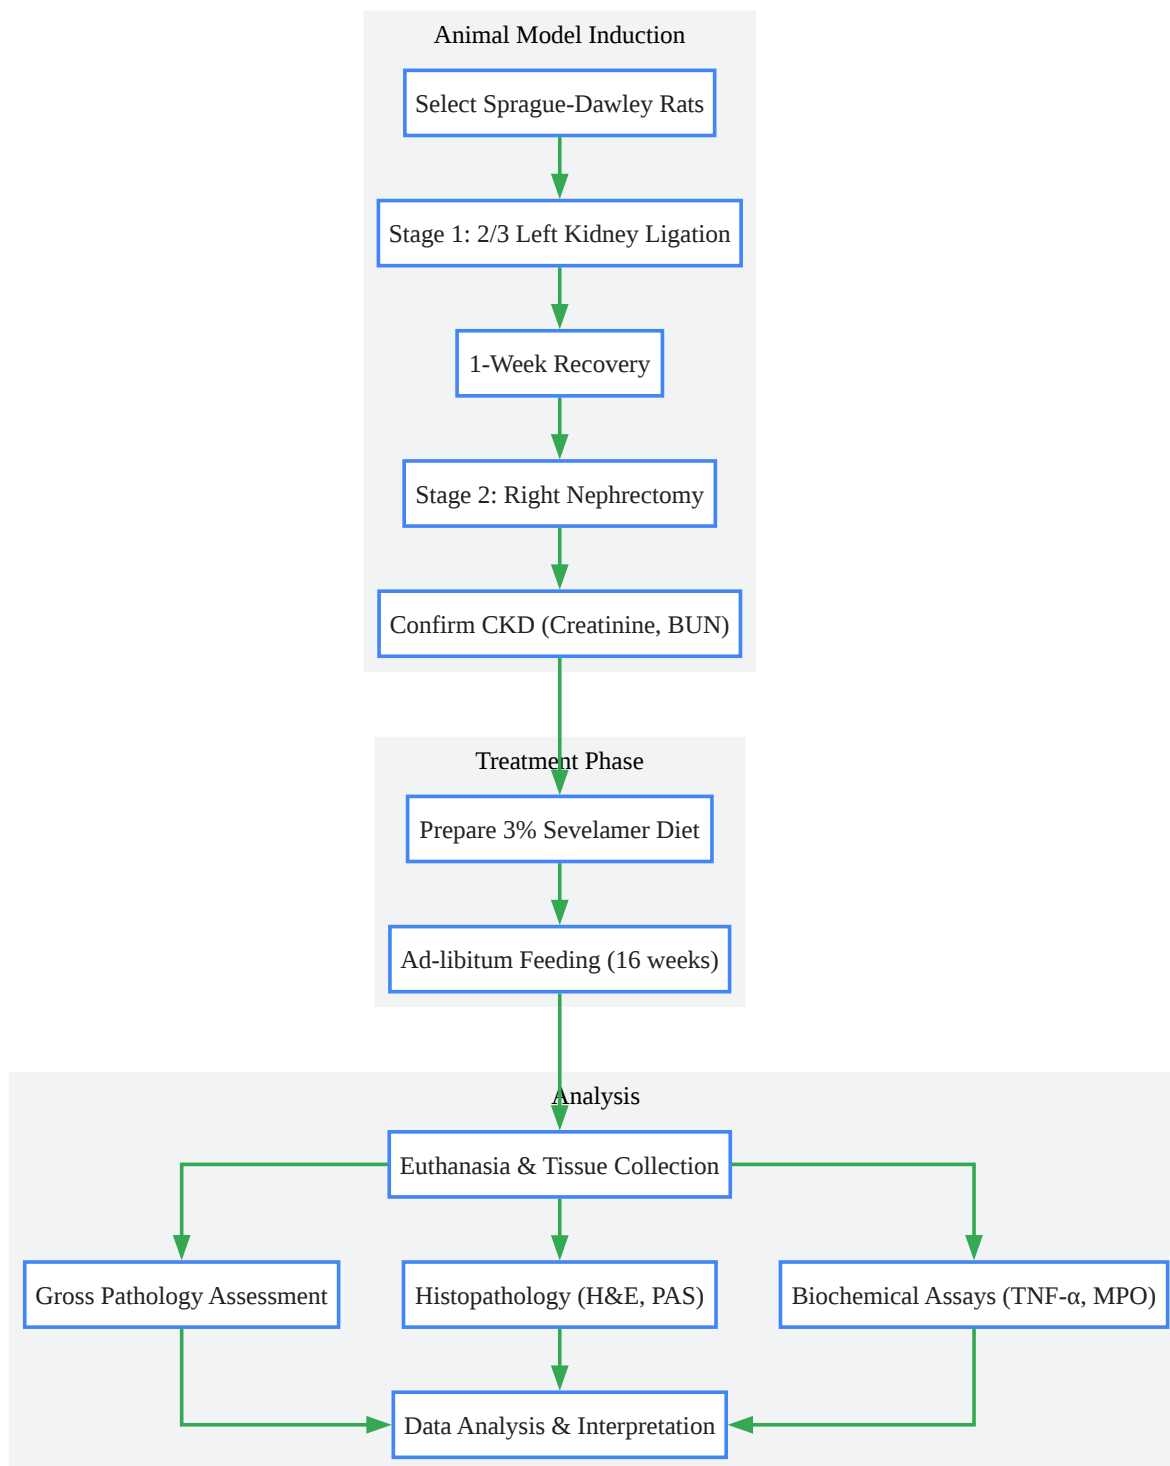 Animal Model Induction
Select Sprague-Dawley Rats
Stage 1: 2/3 Left Kidney Ligation
1-Week Recovery
Stage 2: Right Nephrectomy
Confirm CKD (Creatinine, BUN)
Treatment Phase
Prepare 3% Sevelamer Diet
Ad-libitum Feeding (16 weeks)
Analysis
Euthanasia & Tissue Collection
Gross Pathology Assessment
Histopathology (H&E, PAS)
Biochemical Assays (TNF-α, MPO)
Data Analysis & Interpretation